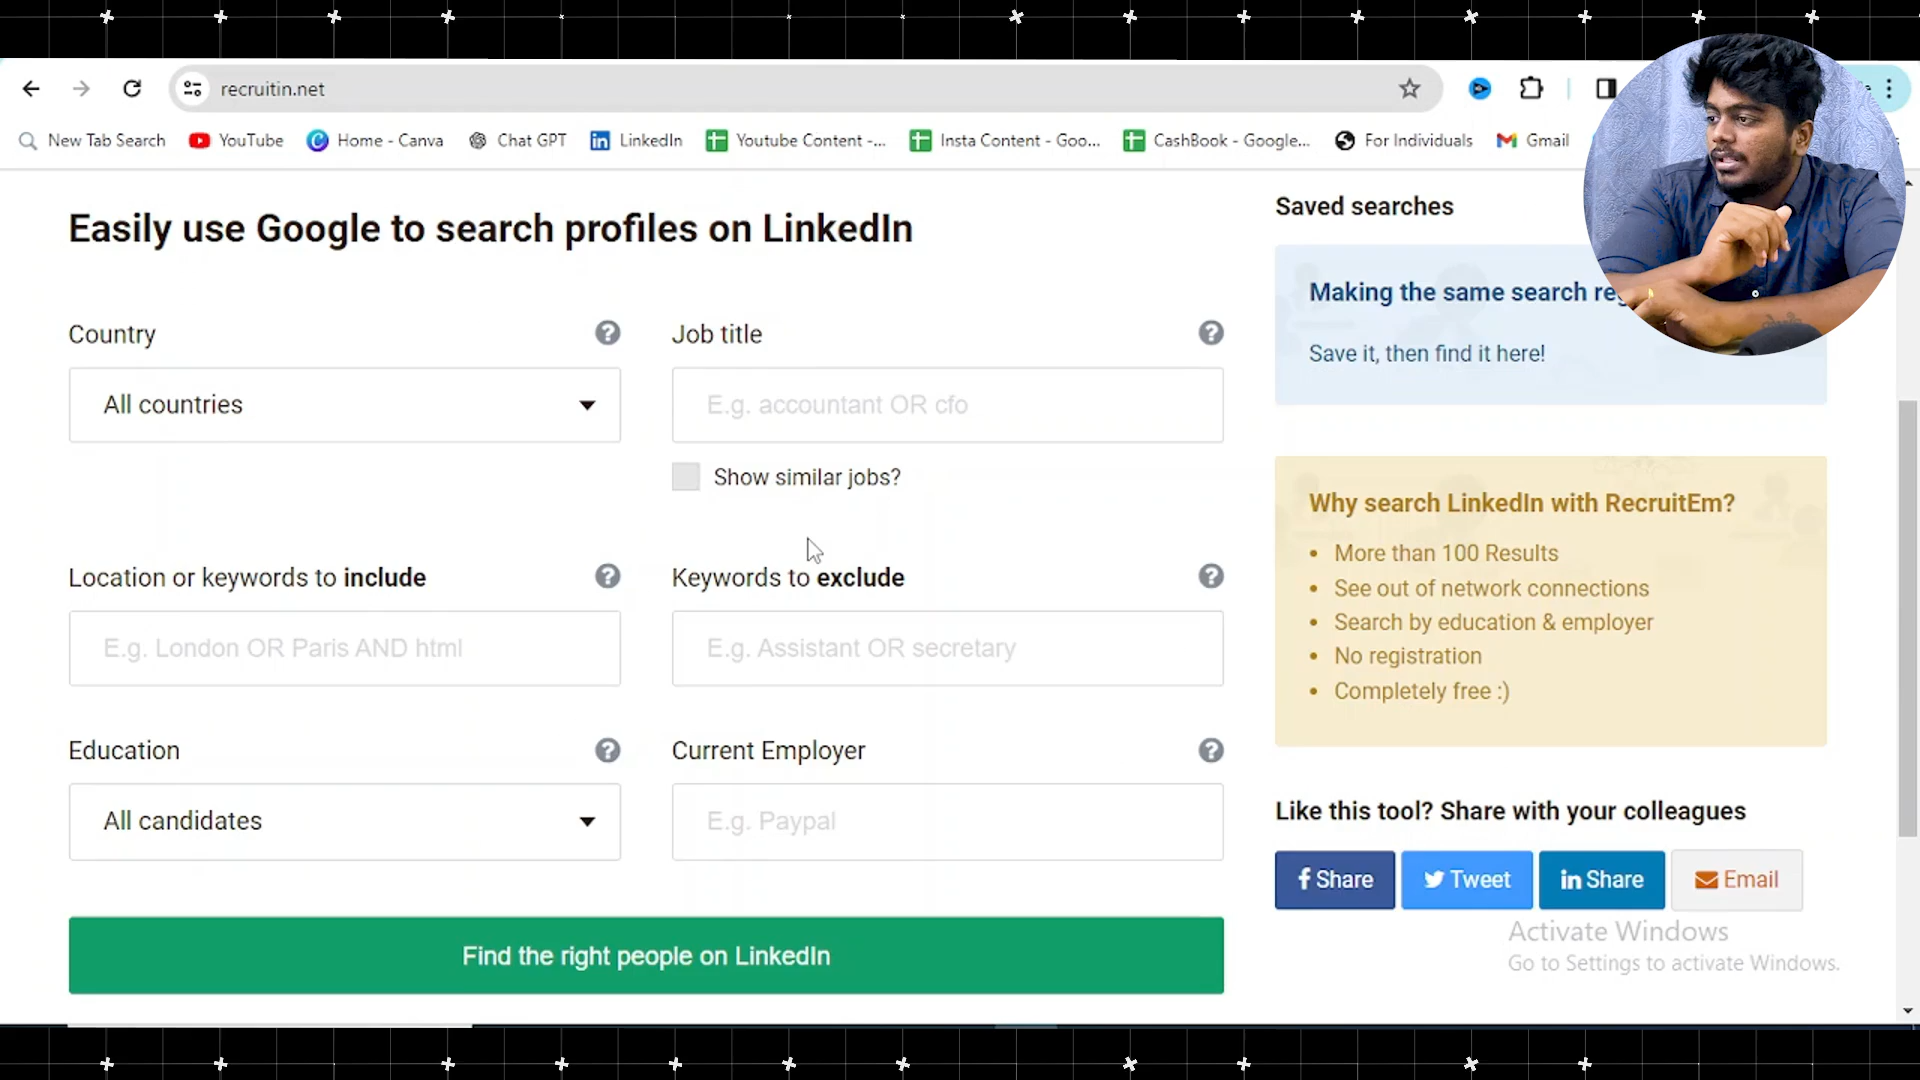 recruitin.net
New Tab Search
YouTube
Home - Canva
Chat GPT
LinkedIn
Youtube Content -...
Insta Content - Goo...
CashBook - Google...
For Individuals
Gmail
Easily use Google to search profiles on LinkedIn
Country
All countries
Job title
E.g. accountant OR cfo
Show similar jobs?
Location or keywords to include
E.g. London OR Paris AND html
Keywords to exclude
E.g. Assistant OR secretary
Education
All candidates
Current Employer
E.g. Paypal
Find the right people on LinkedIn
Saved searches
Making the same search
Save it, then find it here!
Why search LinkedIn with RecruitEm?
More than 100 Results
See out of network connections
Search by education & employer
No registration
Completely free :)
Like this tool? Share with your colleagues
Share
Tweet
Share
Email
Activate Windows
Go to Settings to activate Windows.